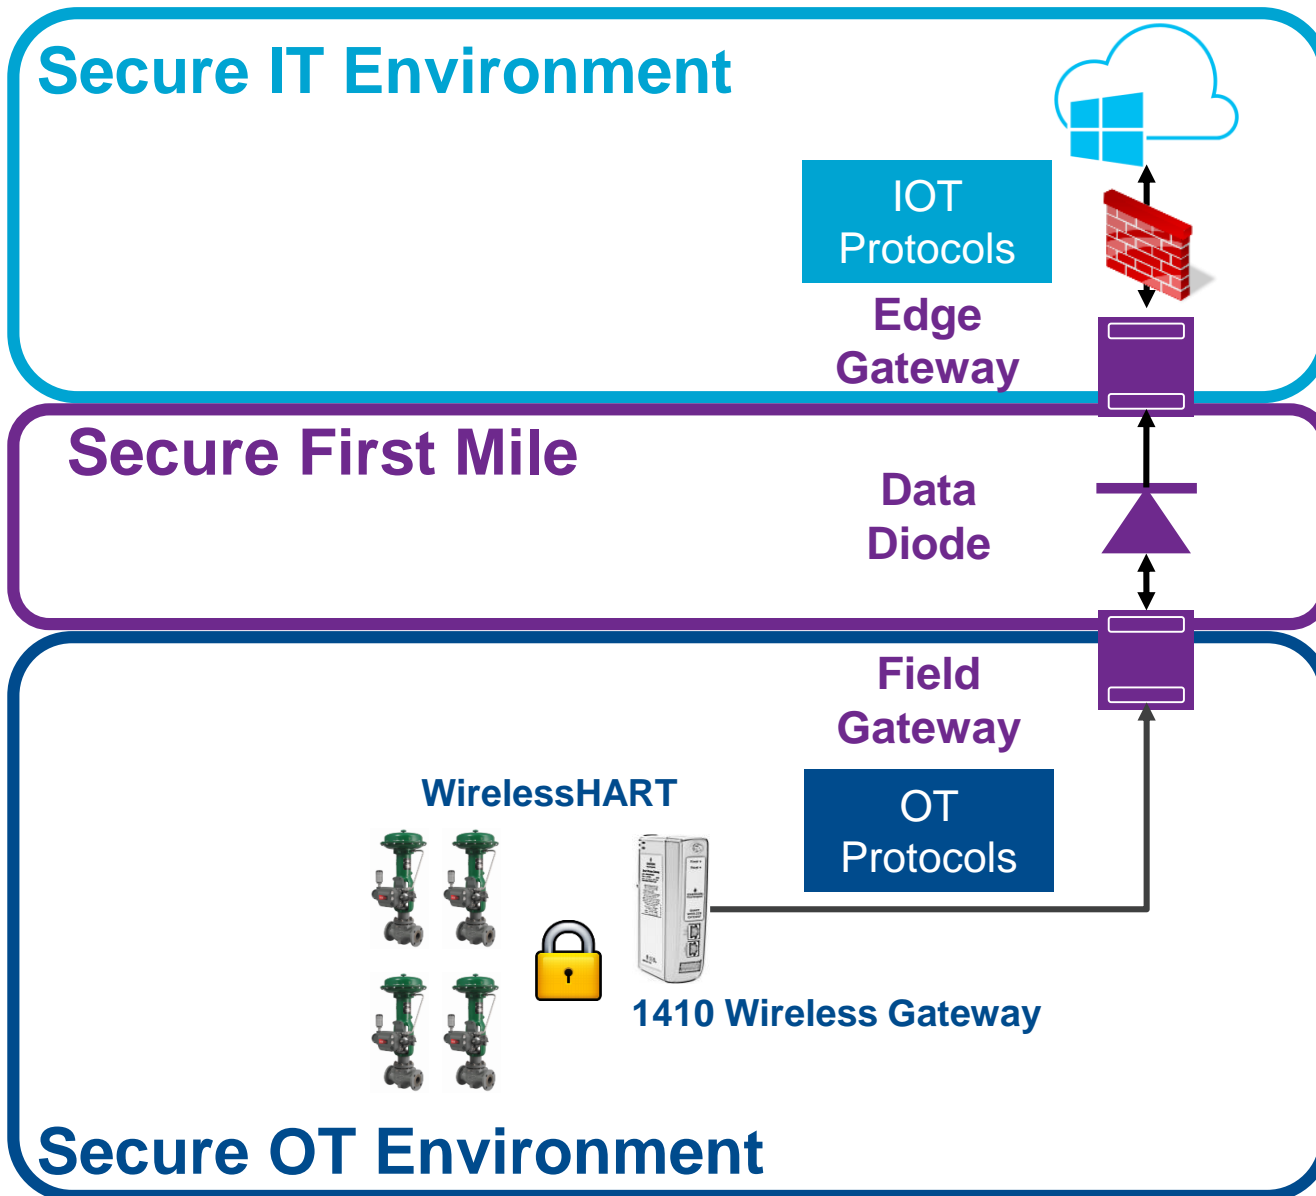 Secure IT Environment
IOT
Protocols
Edge
Gateway
Secure First Mile
Data
Diode
Field
Gateway
WirelessHART
OT
Protocols
1410 Wireless Gateway
Secure OT Environment